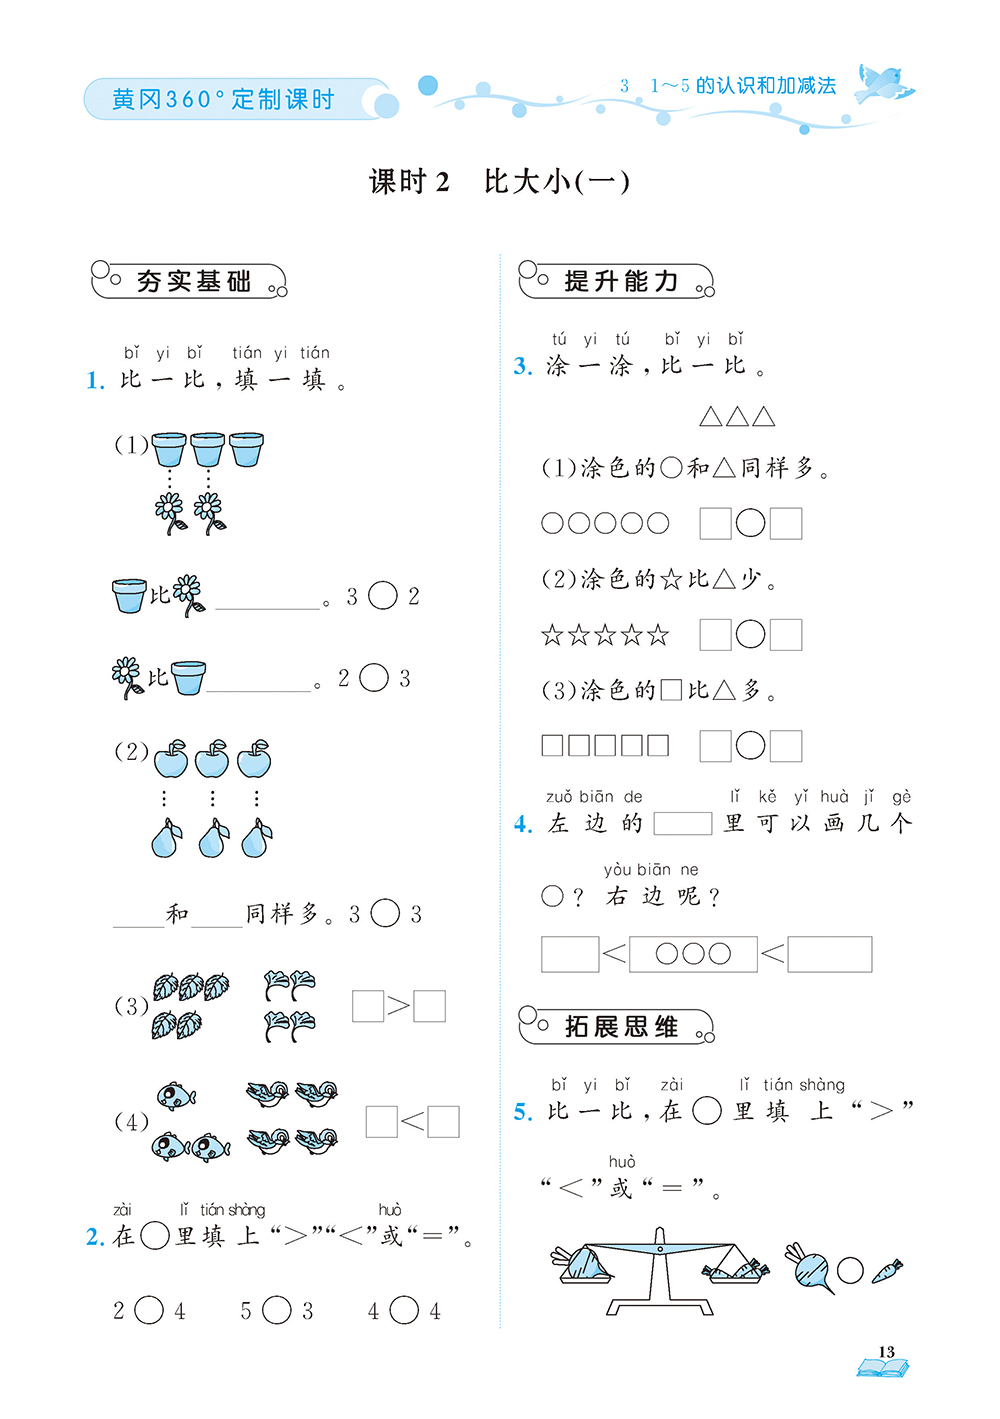 黄冈360°定制课时
3 1～5的认识和加减法
课时2 比大小(一)
夯实基础
bǐ yi bǐ tián yi tián
1. 比一比,填一填。
(1)
比 ________。3○2
比 ________。2○3
(2)
____和____同样多。3○3
(3) □>□
(4) □<□
zài lǐ tián shàng huò
2. 在○里填上“>”“<”或“=”。
2○4 5○3 4○4
提升能力
tú yi tú bǐ yi bǐ
3. 涂一涂,比一比。
△△△
(1)涂色的○和△同样多。
○○○○○ □○□
(2)涂色的☆比△少。
☆☆☆☆☆ □○□
(3)涂色的□比△多。
□□□□□ □○□
zuǒ biān de lǐ kě yǐ huà jǐ gè
4. 左边的□里可以画几个
yòu biān ne
○? 右边呢?
□<○○○<□
拓展思维
bǐ yi bǐ zài lǐ tián shàng
5. 比一比,在○里填上“>”
huò
“<”或“=”。
○
13